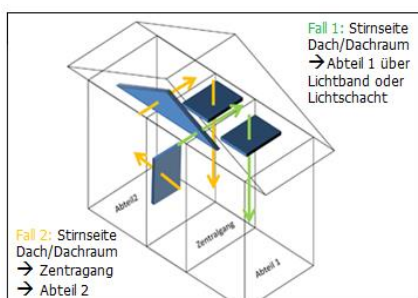 Fall 1: Stirnseite
Dach/Dachraum
→Abteil 1 über
Lichtband oder
Lichtschacht
Abteil2
Zentralgang
Abteil 1
Fall 2: Stirnseite
Dach/Dachraum
→ Zentragang
→ Abteil 2